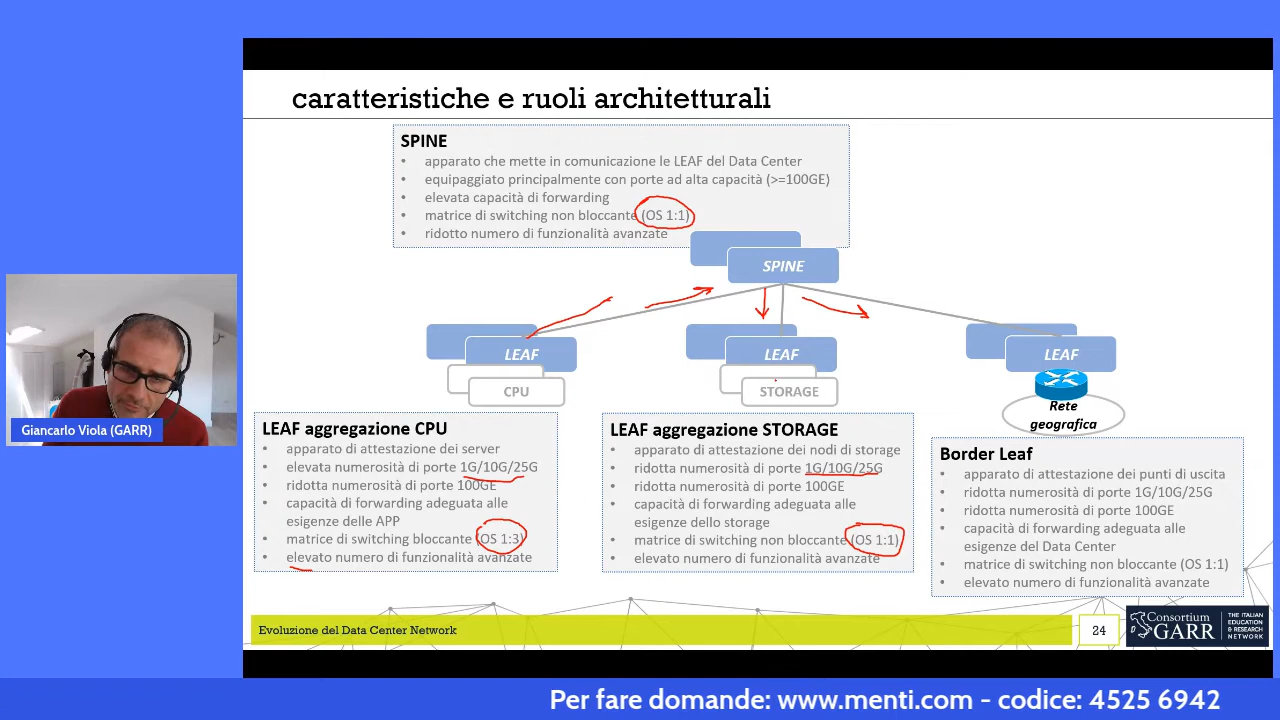 caratteristiche e ruoli architetturali
SPINE
• apparato che mette in comunicazione le LEAF del Data Center
• equipaggiato principalmente con porte ad alta capacità (>=100GE)
• elevata capacità di forwarding
• matrice di switching non bloccante (OS 1:1)
• ridotto numero di funzionalità avanzate
SPINE
LEAF
LEAF
LEAF
CPU
STORAGE
Rete
geografica
LEAF aggregazione CPU
• apparato di attestazione dei server
• elevata numerosità di porte 1G/10G/25G
• ridotta numerosità di porte 100GE
• capacità di forwarding adeguata alle
esigenze delle APP
• matrice di switching bloccante (OS 1:3)
• elevato numero di funzionalità avanzate
LEAF aggregazione STORAGE
• apparato di attestazione dei nodi di storage
• ridotta numerosità di porte 1G/10G/25G
• ridotta numerosità di porte 100GE
• capacità di forwarding adeguata alle
esigenze dello storage
• matrice di switching non bloccante (OS 1:1)
• elevato numero di funzionalità avanzate
Border Leaf
• apparato di attestazione dei punti di uscita
• ridotta numerosità di porte 1G/10G/25G
• ridotta numerosità di porte 100GE
• capacità di forwarding adeguata alle
esigenze del Data Center
• matrice di switching non bloccante (OS 1:1)
• elevato numero di funzionalità avanzate
Giancarlo Viola (GARR)
Evoluzione del Data Center Network
24
Consortium
GARR
THE ITALIAN
EDUCATION
& RESEARCH
NETWORK
Per fare domande: www.menti.com - codice: 4525 6942